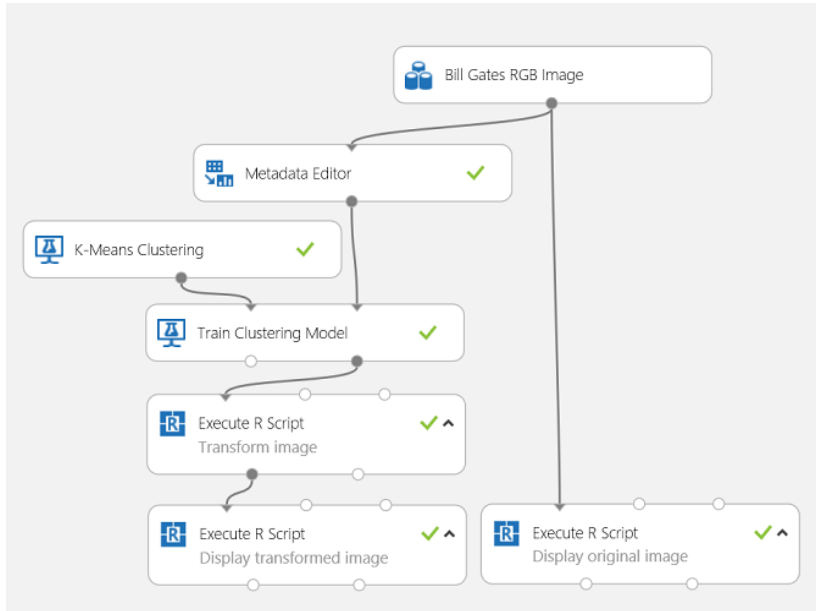 Bill Gates RGB Image
Metadata Editor
K-Means Clustering
Train Clustering Model
R Execute R Script
Transform image
R Execute R Script
Display transformed image
R Execute R Script
Display original image